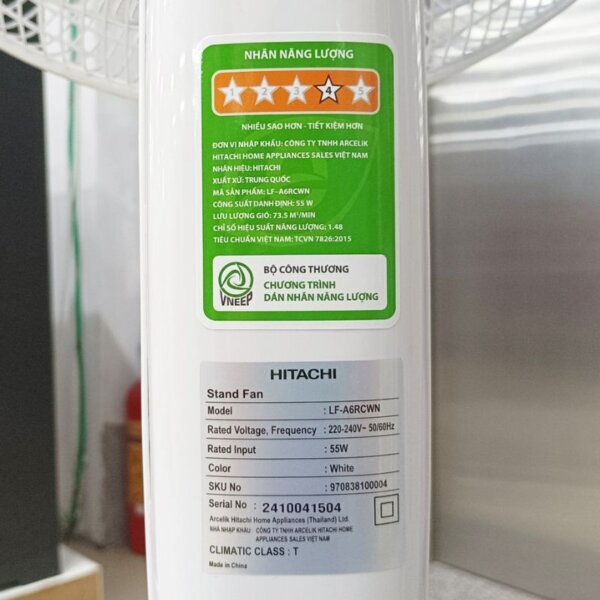 NHÃN NĂNG LƯỢNG
1 2 3 4 5
NHIỀU SAO HƠN - TIẾT KIỆM HƠN
ĐƠN VỊ NHẬP KHẨU: CÔNG TY TNHH ARCELIK
HITACHI HOME APPLIANCES SALES VIỆT NAM
NHÃN HIỆU: HITACHI
XUẤT XỨ: TRUNG QUỐC
MÃ SẢN PHẨM: LF-A6RCWN
CÔNG SUẤT DANH ĐỊNH: 55 W
LƯU LƯỢNG GIÓ: 73.5 M³/MIN
CHỈ SỐ HIỆU SUẤT NĂNG LƯỢNG: 1.48
TIÊU CHUẨN VIỆT NAM: TCVN 7826:2015
VNEEP
BỘ CÔNG THƯƠNG
CHƯƠNG TRÌNH
DÁN NHÃN NĂNG LƯỢNG
HITACHI
Stand Fan
Model : LF-A6RCWN
Rated Voltage, Frequency : 220-240V~ 50/60Hz
Rated Input : 55W
Color : White
SKU No : 970838100004
Serial No : 2410041504
Arcelik Hitachi Home Appliances (Thailand) Ltd.
NHÀ NHẬP KHẨU : CÔNG TY TNHH ARCELIK HITACHI HOME
APPLIANCES SALES VIỆT NAM
CLIMATIC CLASS : T
Made in China